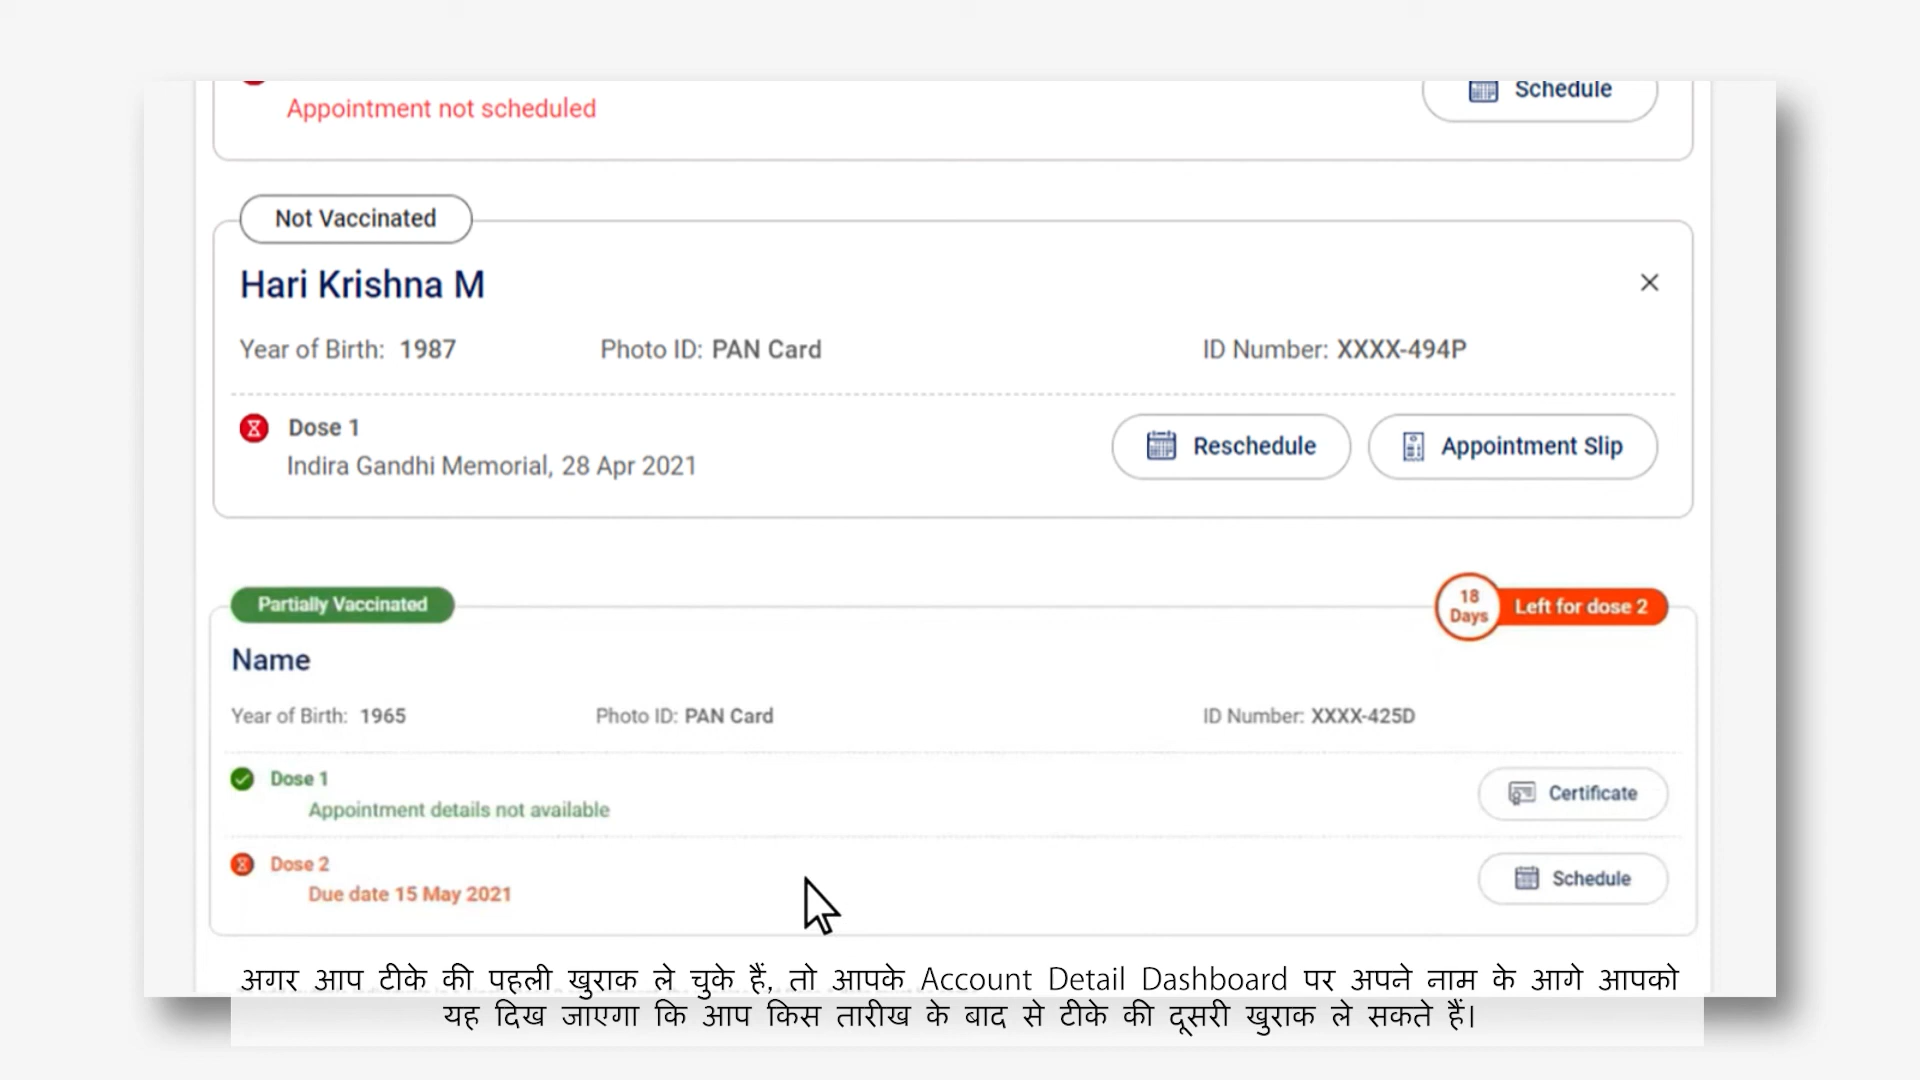 Appointment not scheduled
Schedule
Not Vaccinated
Hari Krishna M
Year of Birth: 1987 Photo ID: PAN Card ID Number: XXXX-494P
Dose 1
Indira Gandhi Memorial, 28 Apr 2021
Reschedule
Appointment Slip
Partially Vaccinated
18 Days Left for dose 2
Name
Year of Birth: 1965 Photo ID: PAN Card ID Number: XXXX-425D
Dose 1
Appointment details not available
Certificate
Dose 2
Due date 15 May 2021
Schedule
अगर आप टीके की पहली खुराक ले चुके हैं, तो आपके Account Detail Dashboard पर अपने नाम के आगे आपको
यह दिख जाएगा कि आप किस तारीख के बाद से टीके की दूसरी खुराक ले सकते हैं।